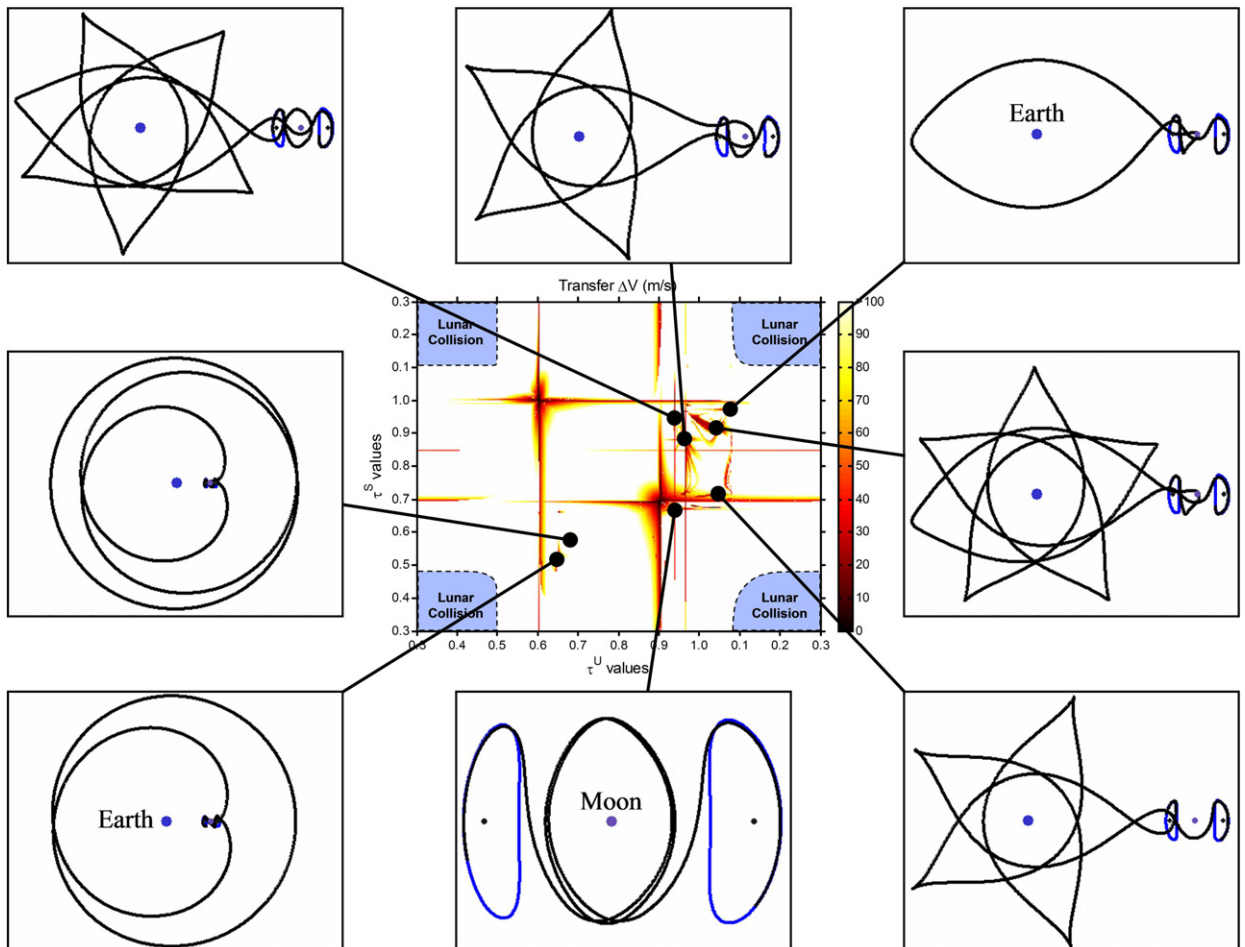 Earth
Transfer ΔV (m/s)
0.3
0.2
0.1
1.0
0.9
0.8
0.7
0.6
0.5
0.4
0.3
τS values
Lunar
Collision
Lunar
Collision
Lunar
Collision
Lunar
Collision
0.3 0.4 0.5 0.6 0.7 0.8 0.9 1.0 0.1 0.2 0.3
τU values
>100
90
80
70
60
50
40
30
20
10
0
Earth
Moon